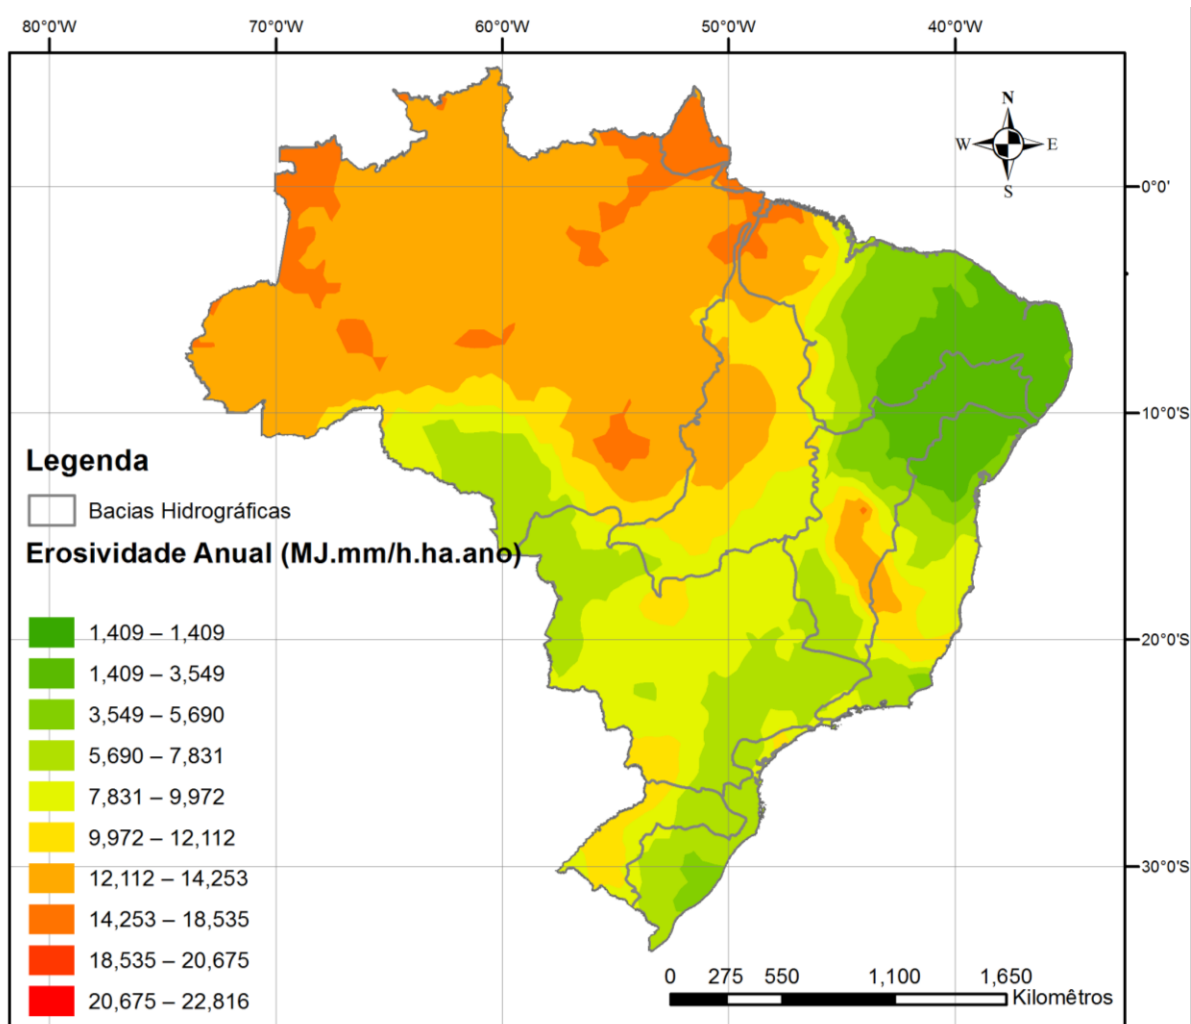 80°0'W 70°0'W 60°0'W 50°0'W 40°0'W
N
W E
S
0°0'
10°0'S
Legenda
Bacias Hidrográficas
Erosividade Anual (MJ.mm/h.ha.ano)
1,409 – 1,409
1,409 – 3,549
20°0'S
3,549 – 5,690
5,690 – 7,831
7,831 – 9,972
9,972 – 12,112
30°0'S
12,112 – 14,253
14,253 – 18,535
18,535 – 20,675
20,675 – 22,816
0 275 550 1,100 1,650
Kilomêtros